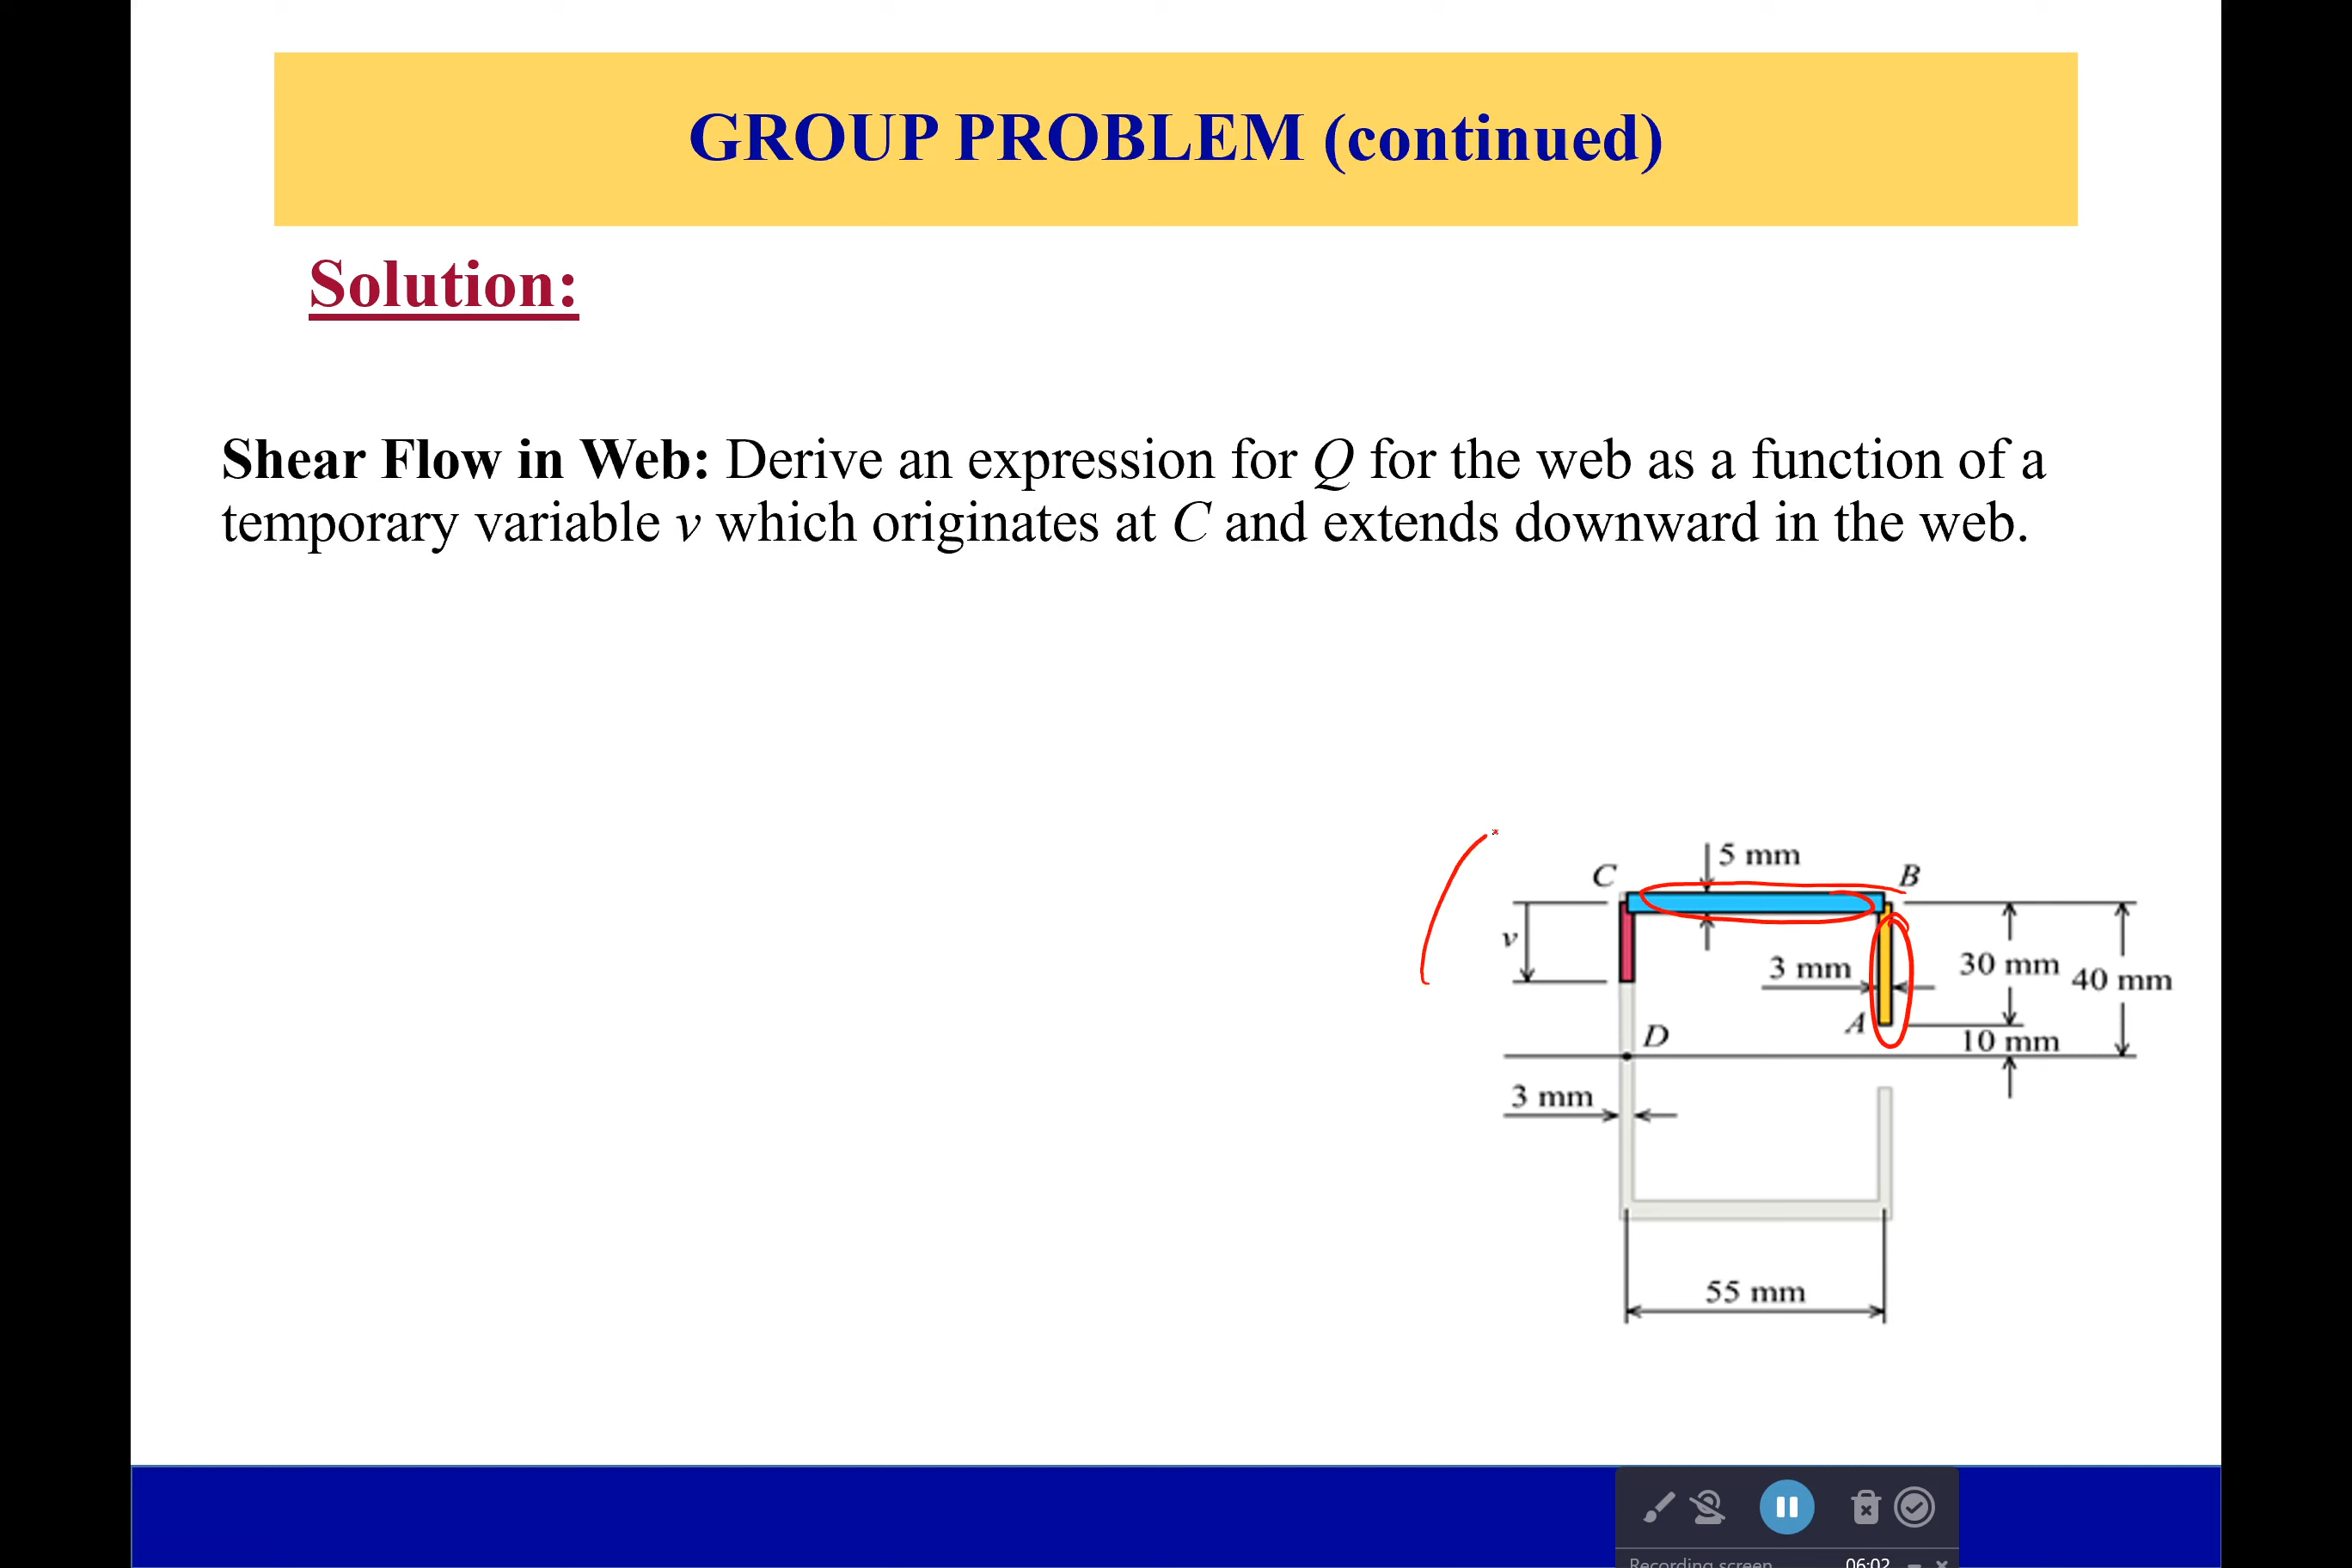 GROUP PROBLEM (continued)
Solution:
Shear Flow in Web: Derive an expression for Q for the web as a function of a
temporary variable v which originates at C and extends downward in the web.
5 mm
C
B
v
3 mm
30 mm
40 mm
A
D
10 mm
3 mm
55 mm
Recording screen
06:02